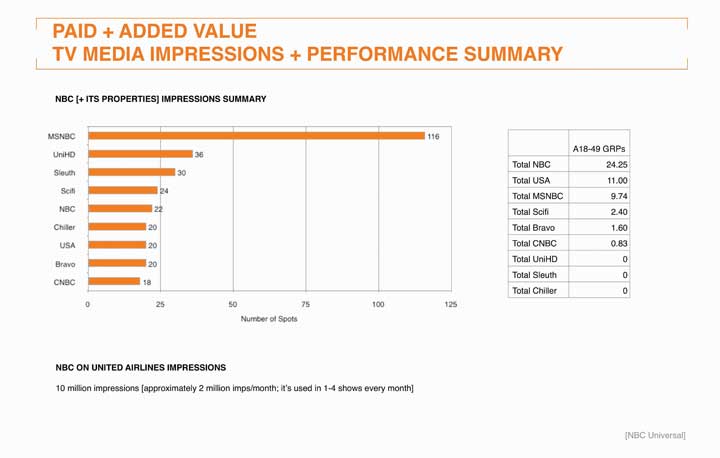 PAID + ADDED VALUE
TV MEDIA IMPRESSIONS + PERFORMANCE SUMMARY
NBC [+ ITS PROPERTIES] IMPRESSIONS SUMMARY
MSNBC 116
UniHD 36
Sleuth 30
Scifi 24
NBC 22
Chiller 20
USA 20
Bravo 20
CNBC 18
0 25 50 75 100 125
Number of Spots
A18-49 GRPs
Total NBC 24.25
Total USA 11.00
Total MSNBC 9.74
Total Scifi 2.40
Total Bravo 1.60
Total CNBC 0.83
Total UniHD 0
Total Sleuth 0
Total Chiller 0
NBC ON UNITED AIRLINES IMPRESSIONS
10 million impressions [approximately 2 million imps/month; it's used in 1-4 shows every month]
[NBC Universal]